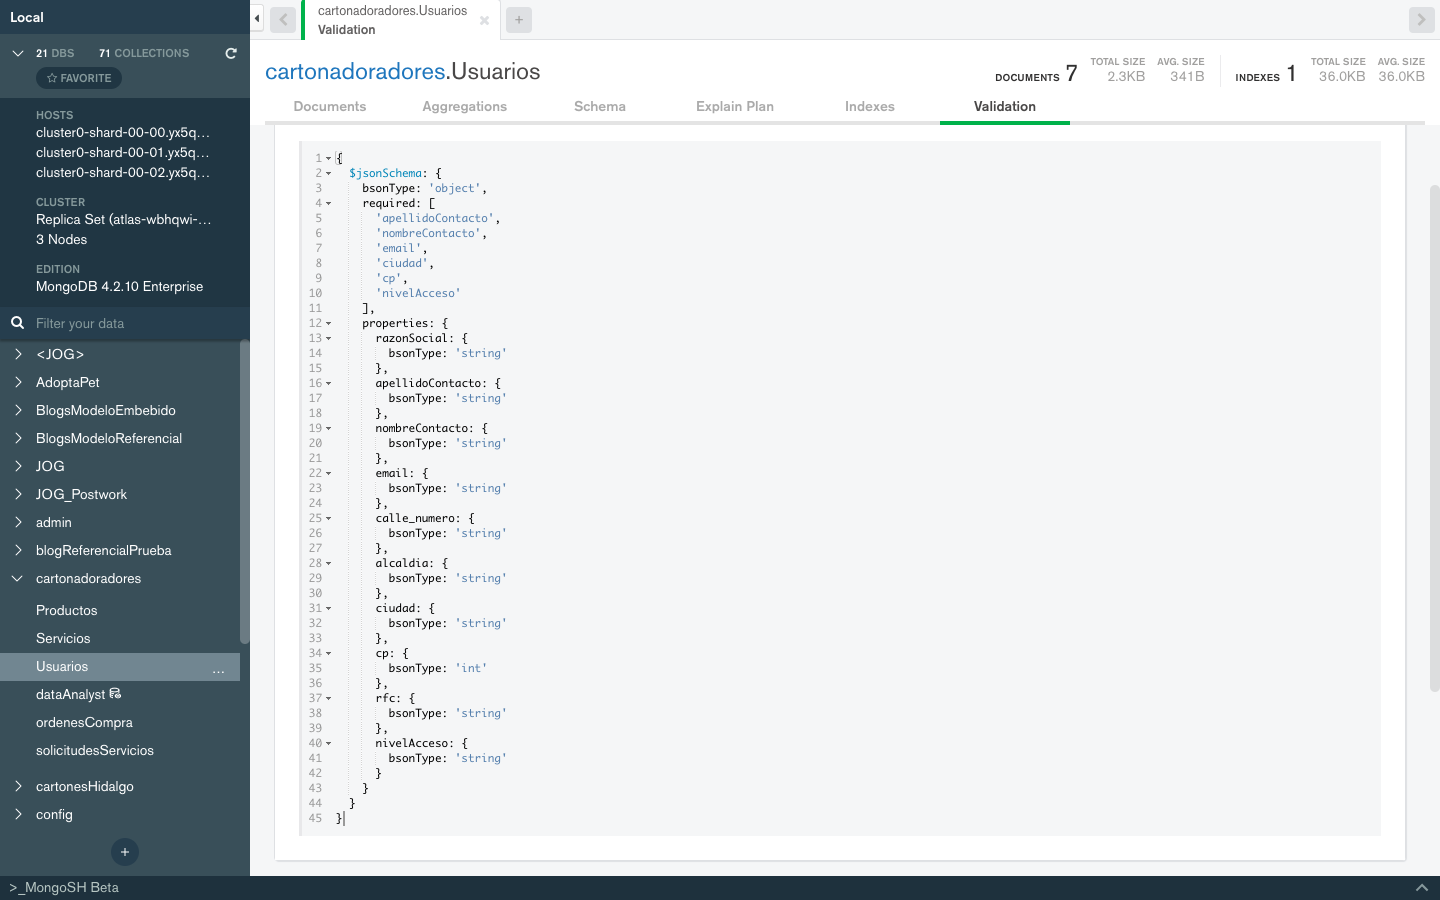 Local
21 DBS 71 COLLECTIONS
FAVORITE
HOSTS
cluster0-shard-00-00.yx5q...
cluster0-shard-00-01.yx5q...
cluster0-shard-00-02.yx5q...
CLUSTER
Replica Set (atlas-wbhqwi-...
3 Nodes
EDITION
MongoDB 4.2.10 Enterprise
Filter your data
<JOG>
AdoptaPet
BlogsModeloEmbebido
BlogsModeloReferencial
JOG
JOG_Postwork
admin
blogReferencialPrueba
cartonadoradores
Productos
Servicios
Usuarios ...
dataAnalyst
ordenesCompra
solicitudesServicios
cartonesHidalgo
config
+
>_MongoSH Beta
cartonadoradores.Usuarios
Validation
+
cartonadoradores.Usuarios
DOCUMENTS 7 TOTAL SIZE 2.3KB AVG. SIZE 341B INDEXES 1 TOTAL SIZE 36.0KB AVG. SIZE 36.0KB
Documents Aggregations Schema Explain Plan Indexes Validation
1 {
2 $jsonSchema: {
3 bsonType: 'object',
4 required: [
5 'apellidoContacto',
6 'nombreContacto',
7 'email',
8 'ciudad',
9 'cp',
10 'nivelAcceso'
11 ],
12 properties: {
13 razonSocial: {
14 bsonType: 'string'
15 },
16 apellidoContacto: {
17 bsonType: 'string'
18 },
19 nombreContacto: {
20 bsonType: 'string'
21 },
22 email: {
23 bsonType: 'string'
24 },
25 calle_numero: {
26 bsonType: 'string'
27 },
28 alcaldia: {
29 bsonType: 'string'
30 },
31 ciudad: {
32 bsonType: 'string'
33 },
34 cp: {
35 bsonType: 'int'
36 },
37 rfc: {
38 bsonType: 'string'
39 },
40 nivelAcceso: {
41 bsonType: 'string'
42 }
43 }
44 }
45 }